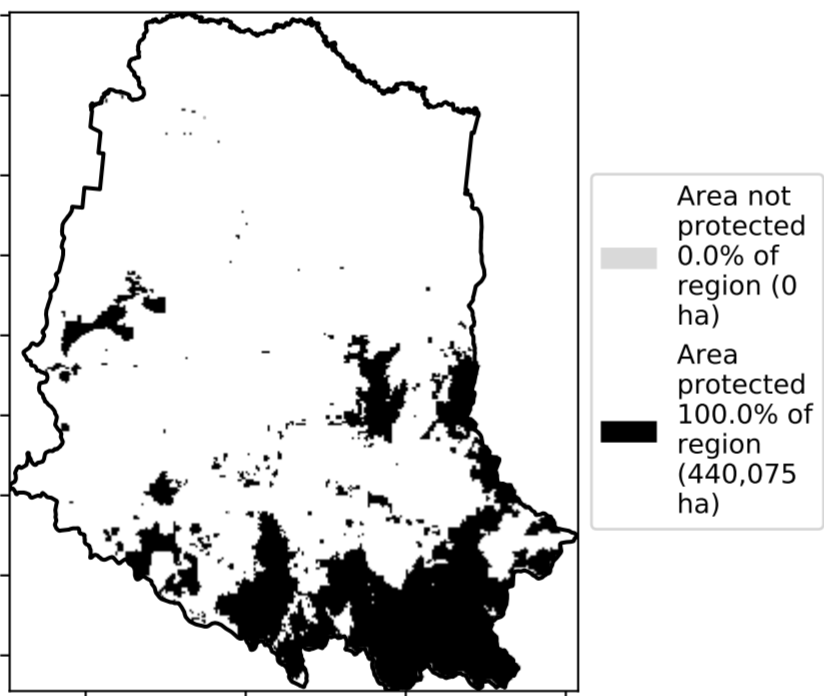 Area not
protected
0.0% of
region (0
ha)
Area
protected
100.0% of
region
(440,075
ha)